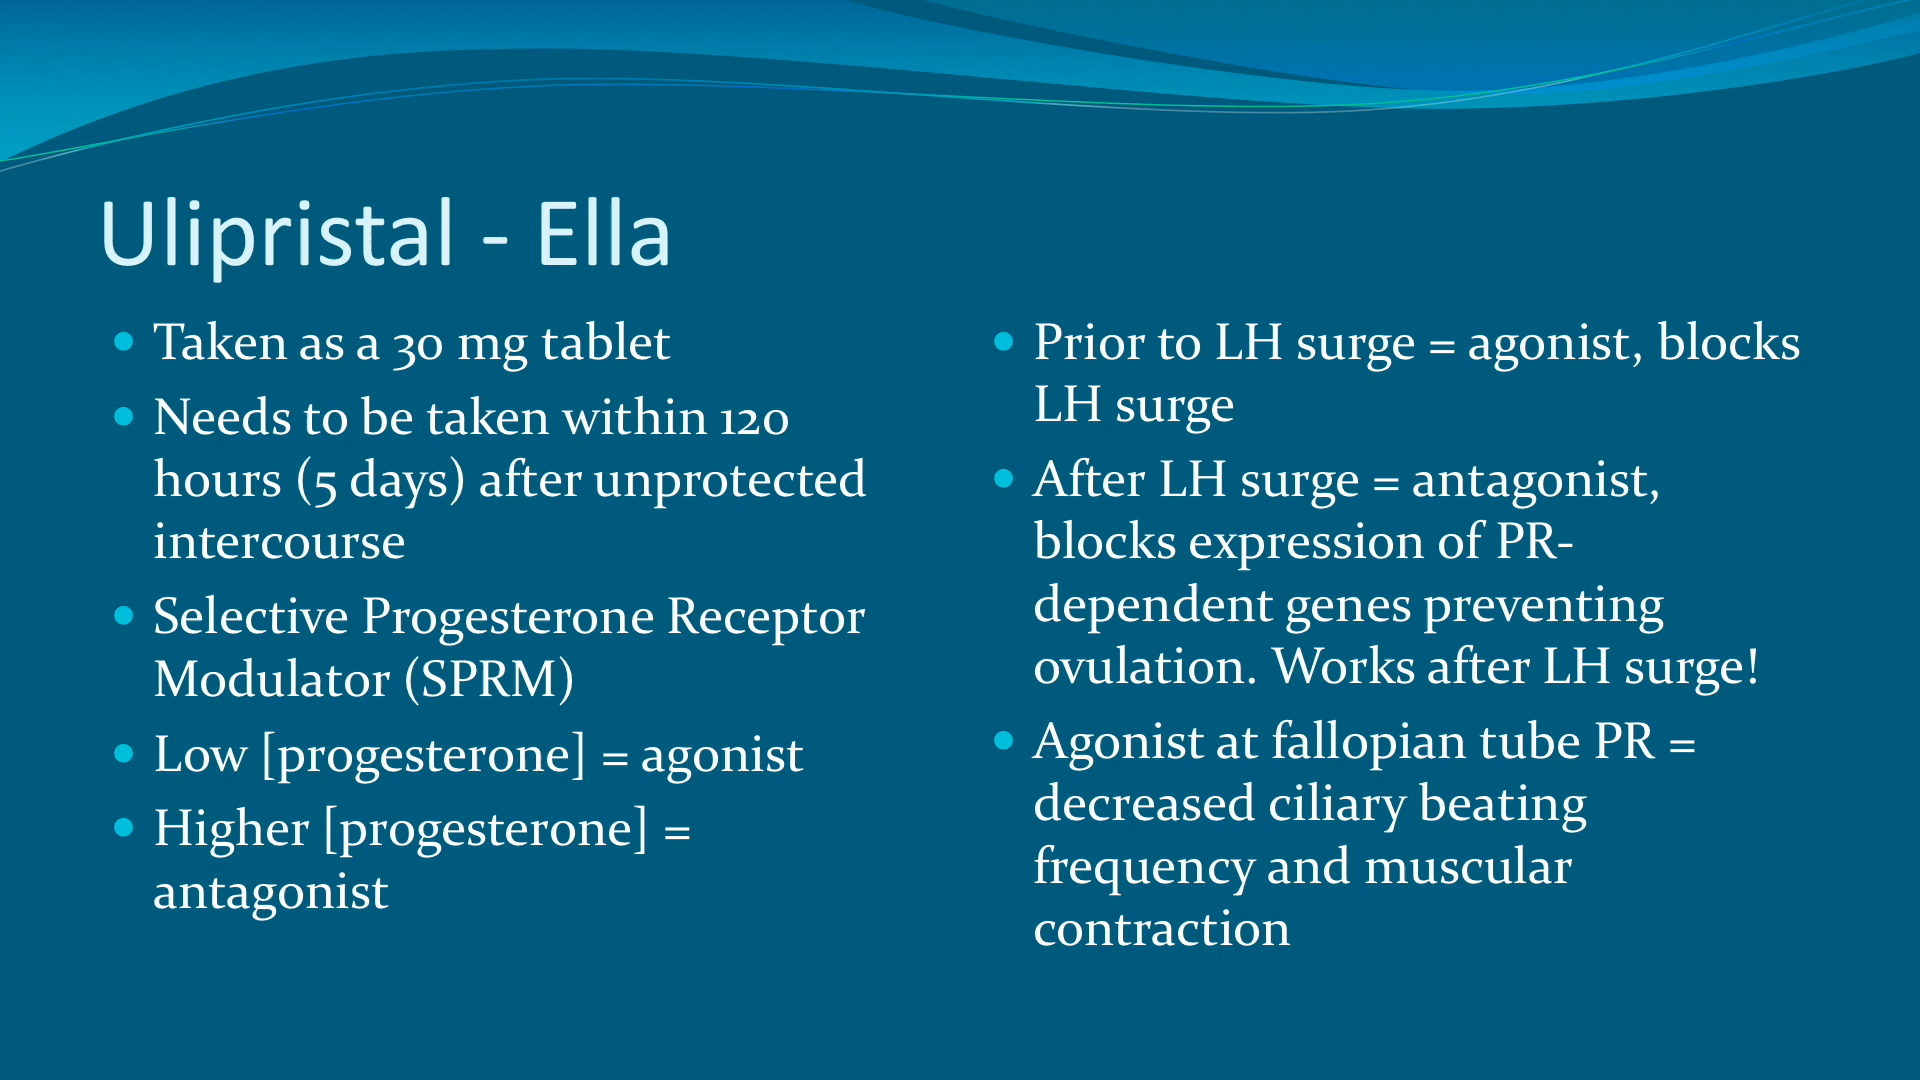 Ulipristal - Ella
Taken as a 30 mg tablet
Needs to be taken within 120
hours (5 days) after unprotected
intercourse
Selective Progesterone Receptor
Modulator (SPRM)
Low [progesterone] = agonist
Higher [progesterone] =
antagonist
Prior to LH surge = agonist, blocks
LH surge
After LH surge = antagonist,
blocks expression of PR-
dependent genes preventing
ovulation. Works after LH surge!
Agonist at fallopian tube PR =
decreased ciliary beating
frequency and muscular
contraction